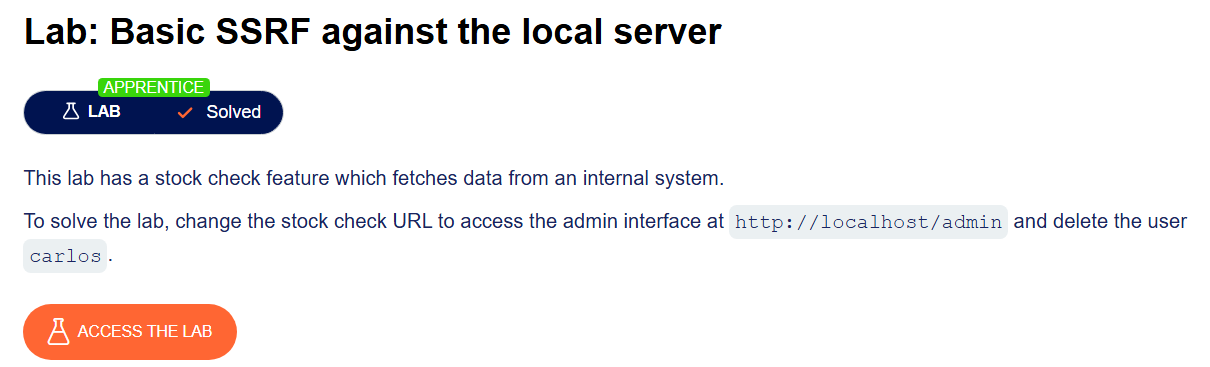 Lab: Basic SSRF against the local server
APPRENTICE
LAB Solved
This lab has a stock check feature which fetches data from an internal system.
To solve the lab, change the stock check URL to access the admin interface at http://localhost/admin and delete the user
carlos.
ACCESS THE LAB